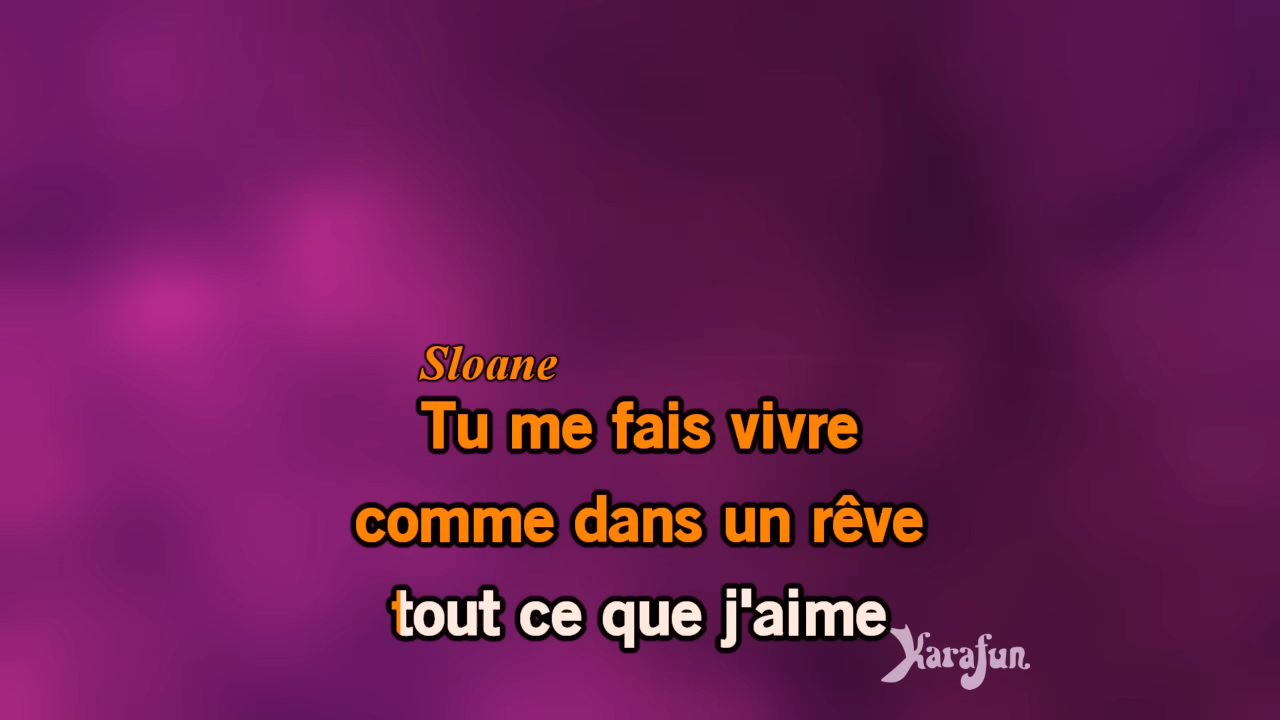 Sloane
Tu me fais vivre
comme dans un rêve
tout ce que j'aime
Karafun